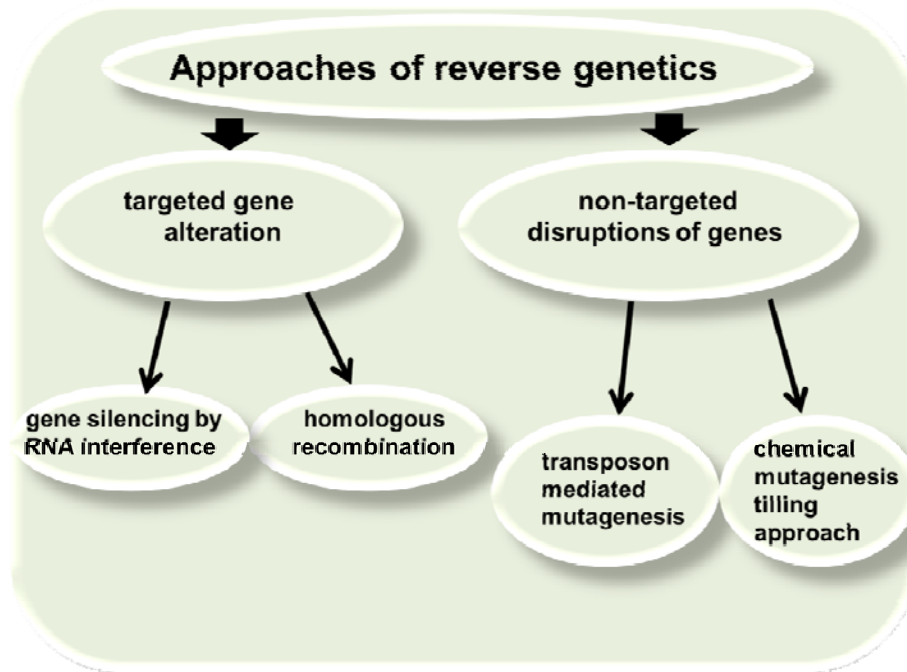 Approaches of reverse genetics
targeted gene
alteration
non-targeted
disruptions of genes
gene silencing by
RNA interference
homologous
recombination
transposon
mediated
mutagenesis
chemical
mutagenesis
tilling
approach